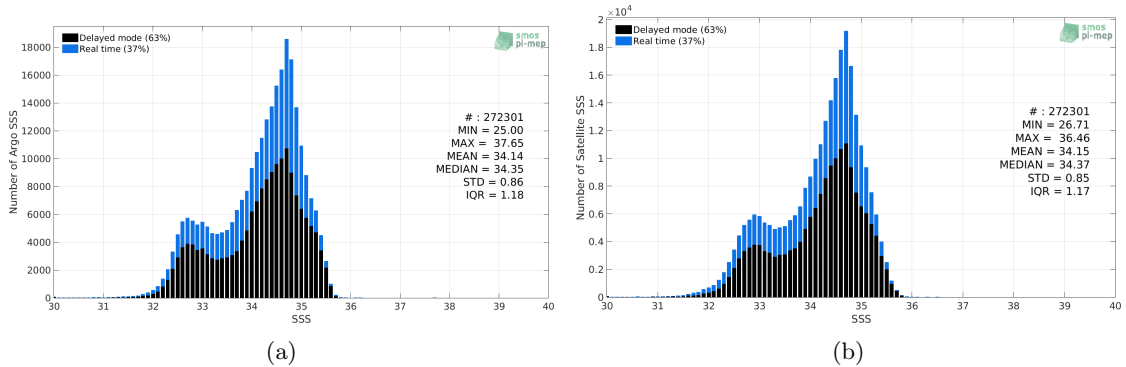 Delayed mode (63%)
Real time (37%)
smos
pi-mep
18000
16000
14000
12000
10000
8000
6000
4000
2000
0
Number of Argo SSS
# : 272301
MIN = 25.00
MAX = 37.65
MEAN = 34.14
MEDIAN = 34.35
STD = 0.86
IQR = 1.18
30 31 32 33 34 35 36 37 38 39 40
SSS
(a)
×10⁴
Delayed mode (63%)
Real time (37%)
smos
pi-mep
2
1.8
1.6
1.4
1.2
1
0.8
0.6
0.4
0.2
0
Number of Satellite SSS
# : 272301
MIN = 26.71
MAX = 36.46
MEAN = 34.15
MEDIAN = 34.37
STD = 0.85
IQR = 1.17
30 31 32 33 34 35 36 37 38 39 40
SSS
(b)